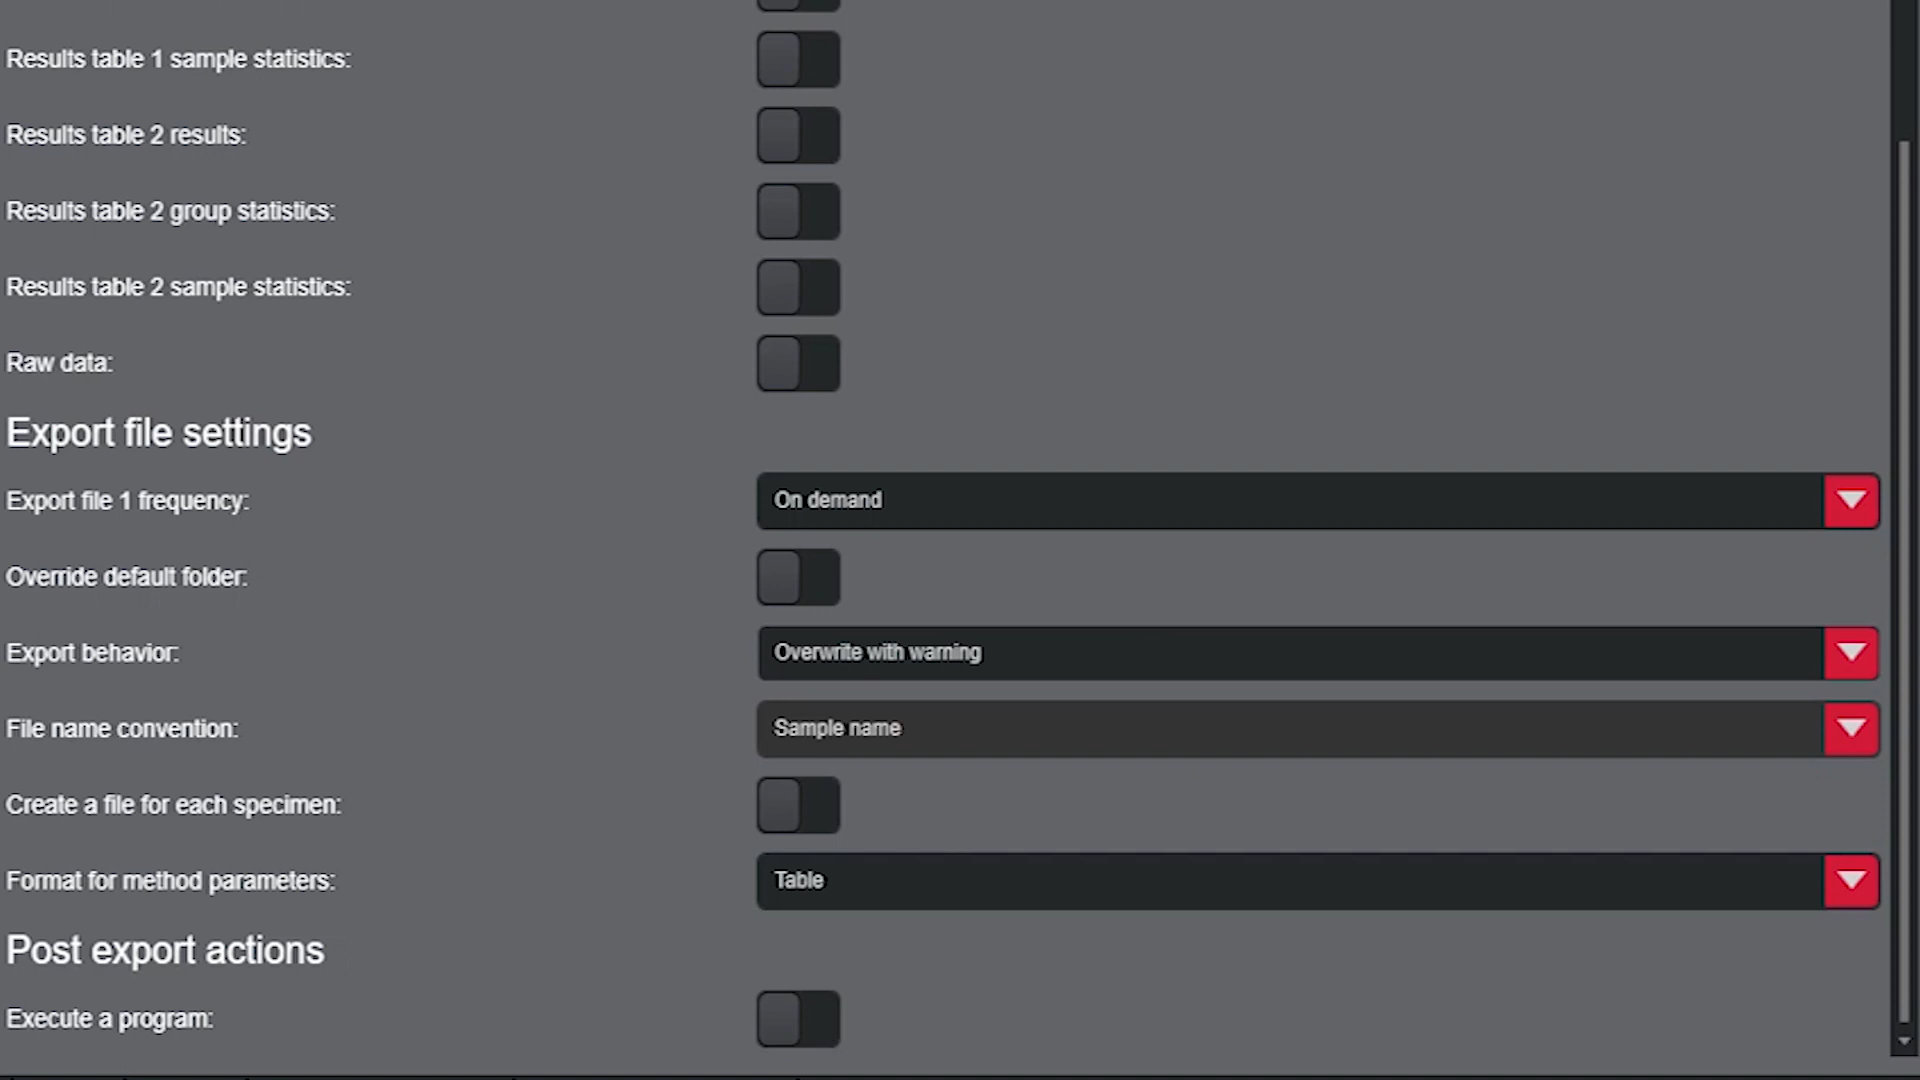 Results table 1 sample statistics:
Results table 2 results:
Results table 2 group statistics:
Results table 2 sample statistics:
Raw data:
Export file settings
Export file 1 frequency: On demand
Override default folder:
Export behavior: Overwrite with warning
File name convention: Sample name
Create a file for each specimen:
Format for method parameters: Table
Post export actions
Execute a program: